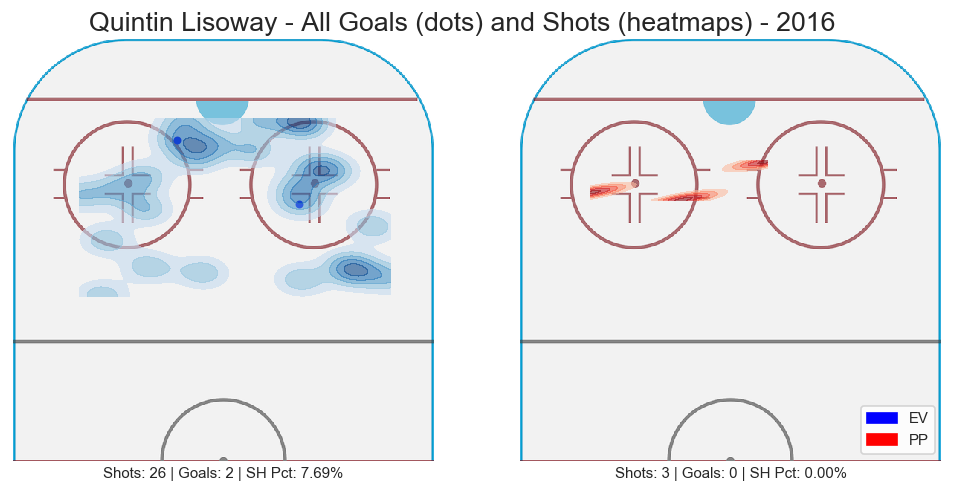 Quintin Lisoway - All Goals (dots) and Shots (heatmaps) - 2016
EV
PP
Shots: 26 | Goals: 2 | SH Pct: 7.69%
Shots: 3 | Goals: 0 | SH Pct: 0.00%